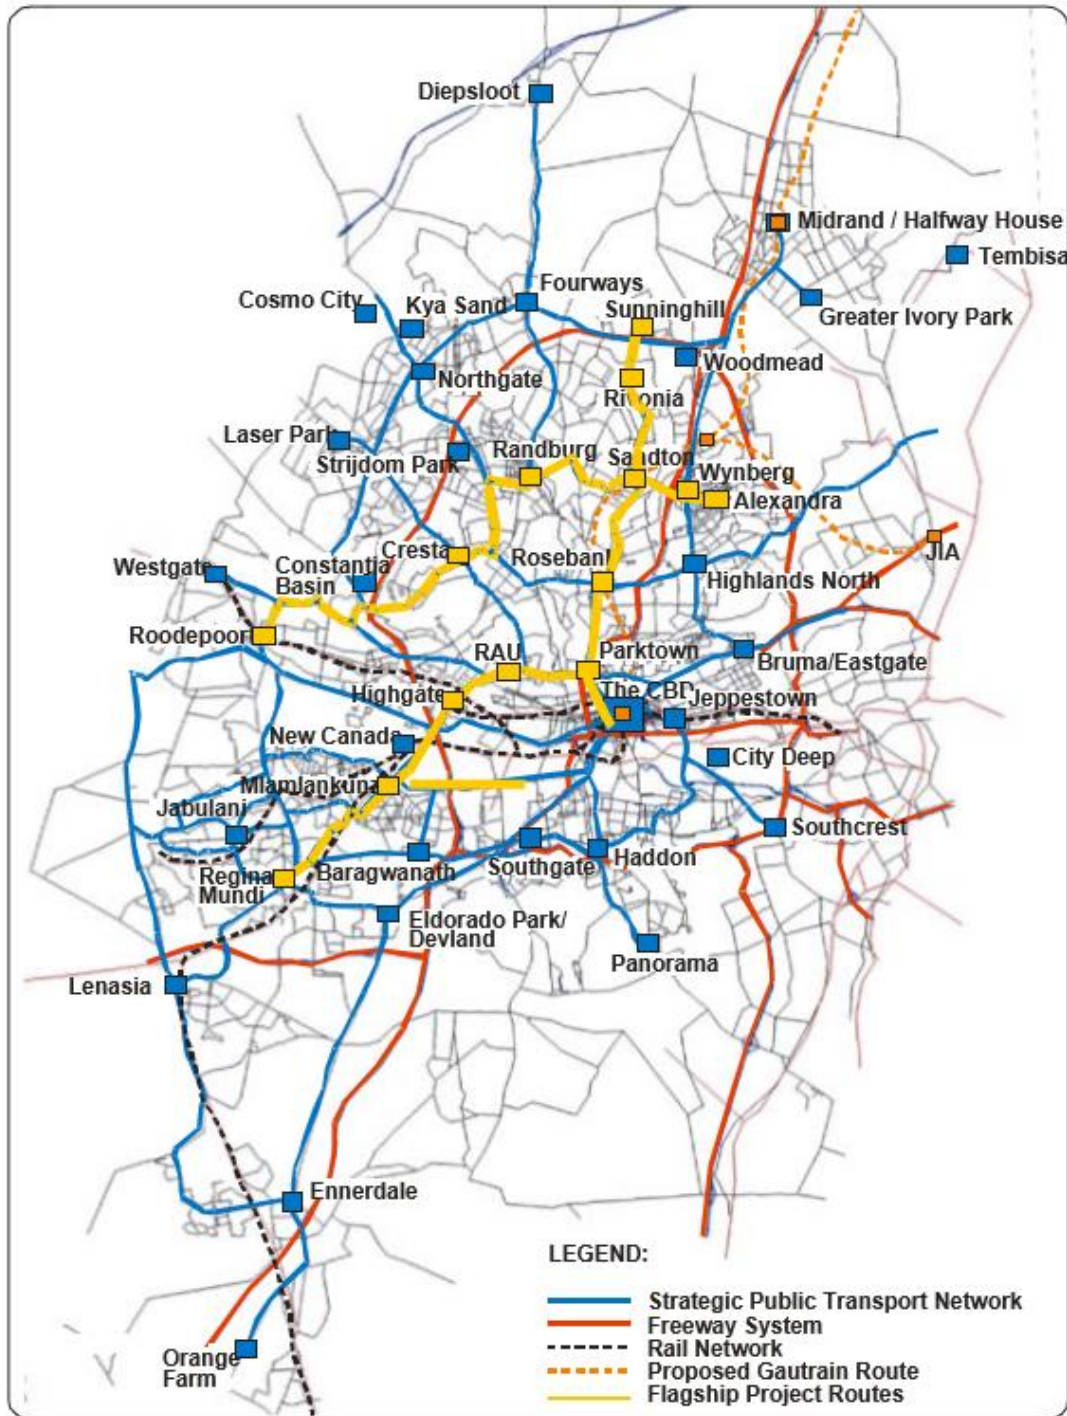 Diepsloot
Midrand / Halfway House
Tembisa
Fourways
Cosmo City
Kya Sand
Sunninghill
Greater Ivory Park
Woodmead
Northgate
Rivonia
Laser Park
Strijdom Park
Randburg
Sandton
Wynberg
Alexandra
Cresta
Rosebank
JIA
Westgate
Constantia
Basin
Highlands North
Roodepoor
RAU
Parktown
Bruma/Eastgate
Highgate
The CBD
Jeppestown
New Canada
City Deep
Mlamlankunz
Jabulani
Southcrest
Regina
Mundi
Baragwanath
Southgate
Haddon
Eldorado Park/
Devland
Panorama
Lenasia
Ennerdale
Orange
Farm
LEGEND:
Strategic Public Transport Network
Freeway System
Rail Network
Proposed Gautrain Route
Flagship Project Routes